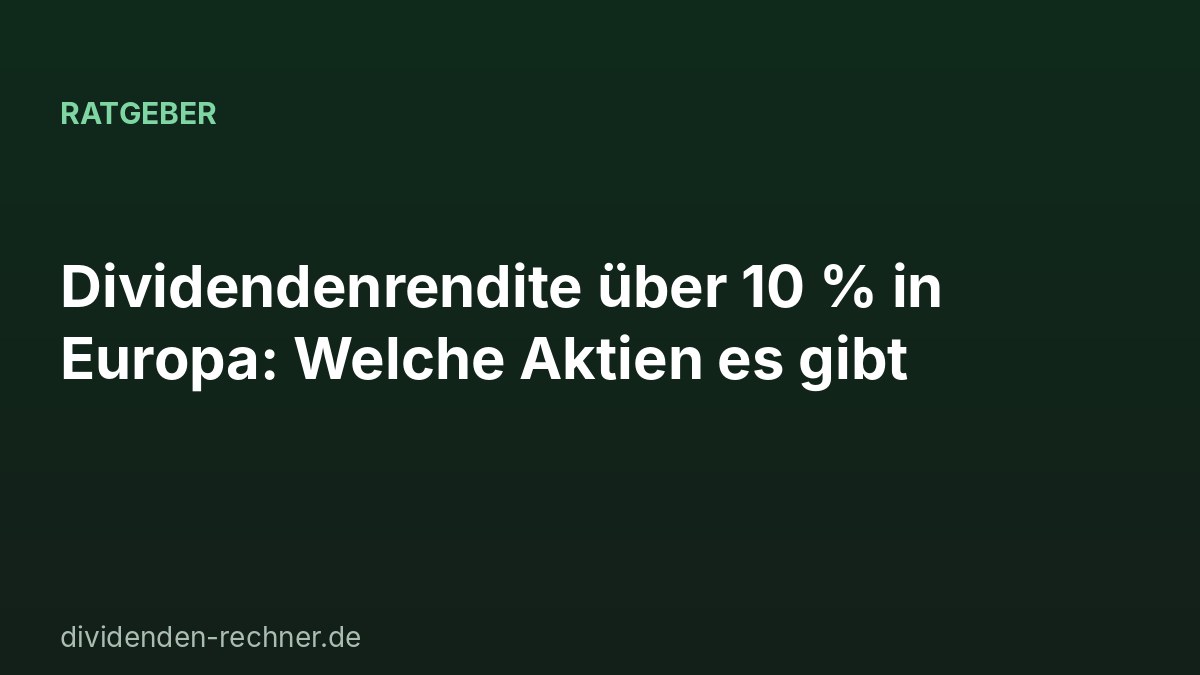 RATGEBER
Dividendenrendite über 10 % in
Europa: Welche Aktien es gibt
dividenden-rechner.de